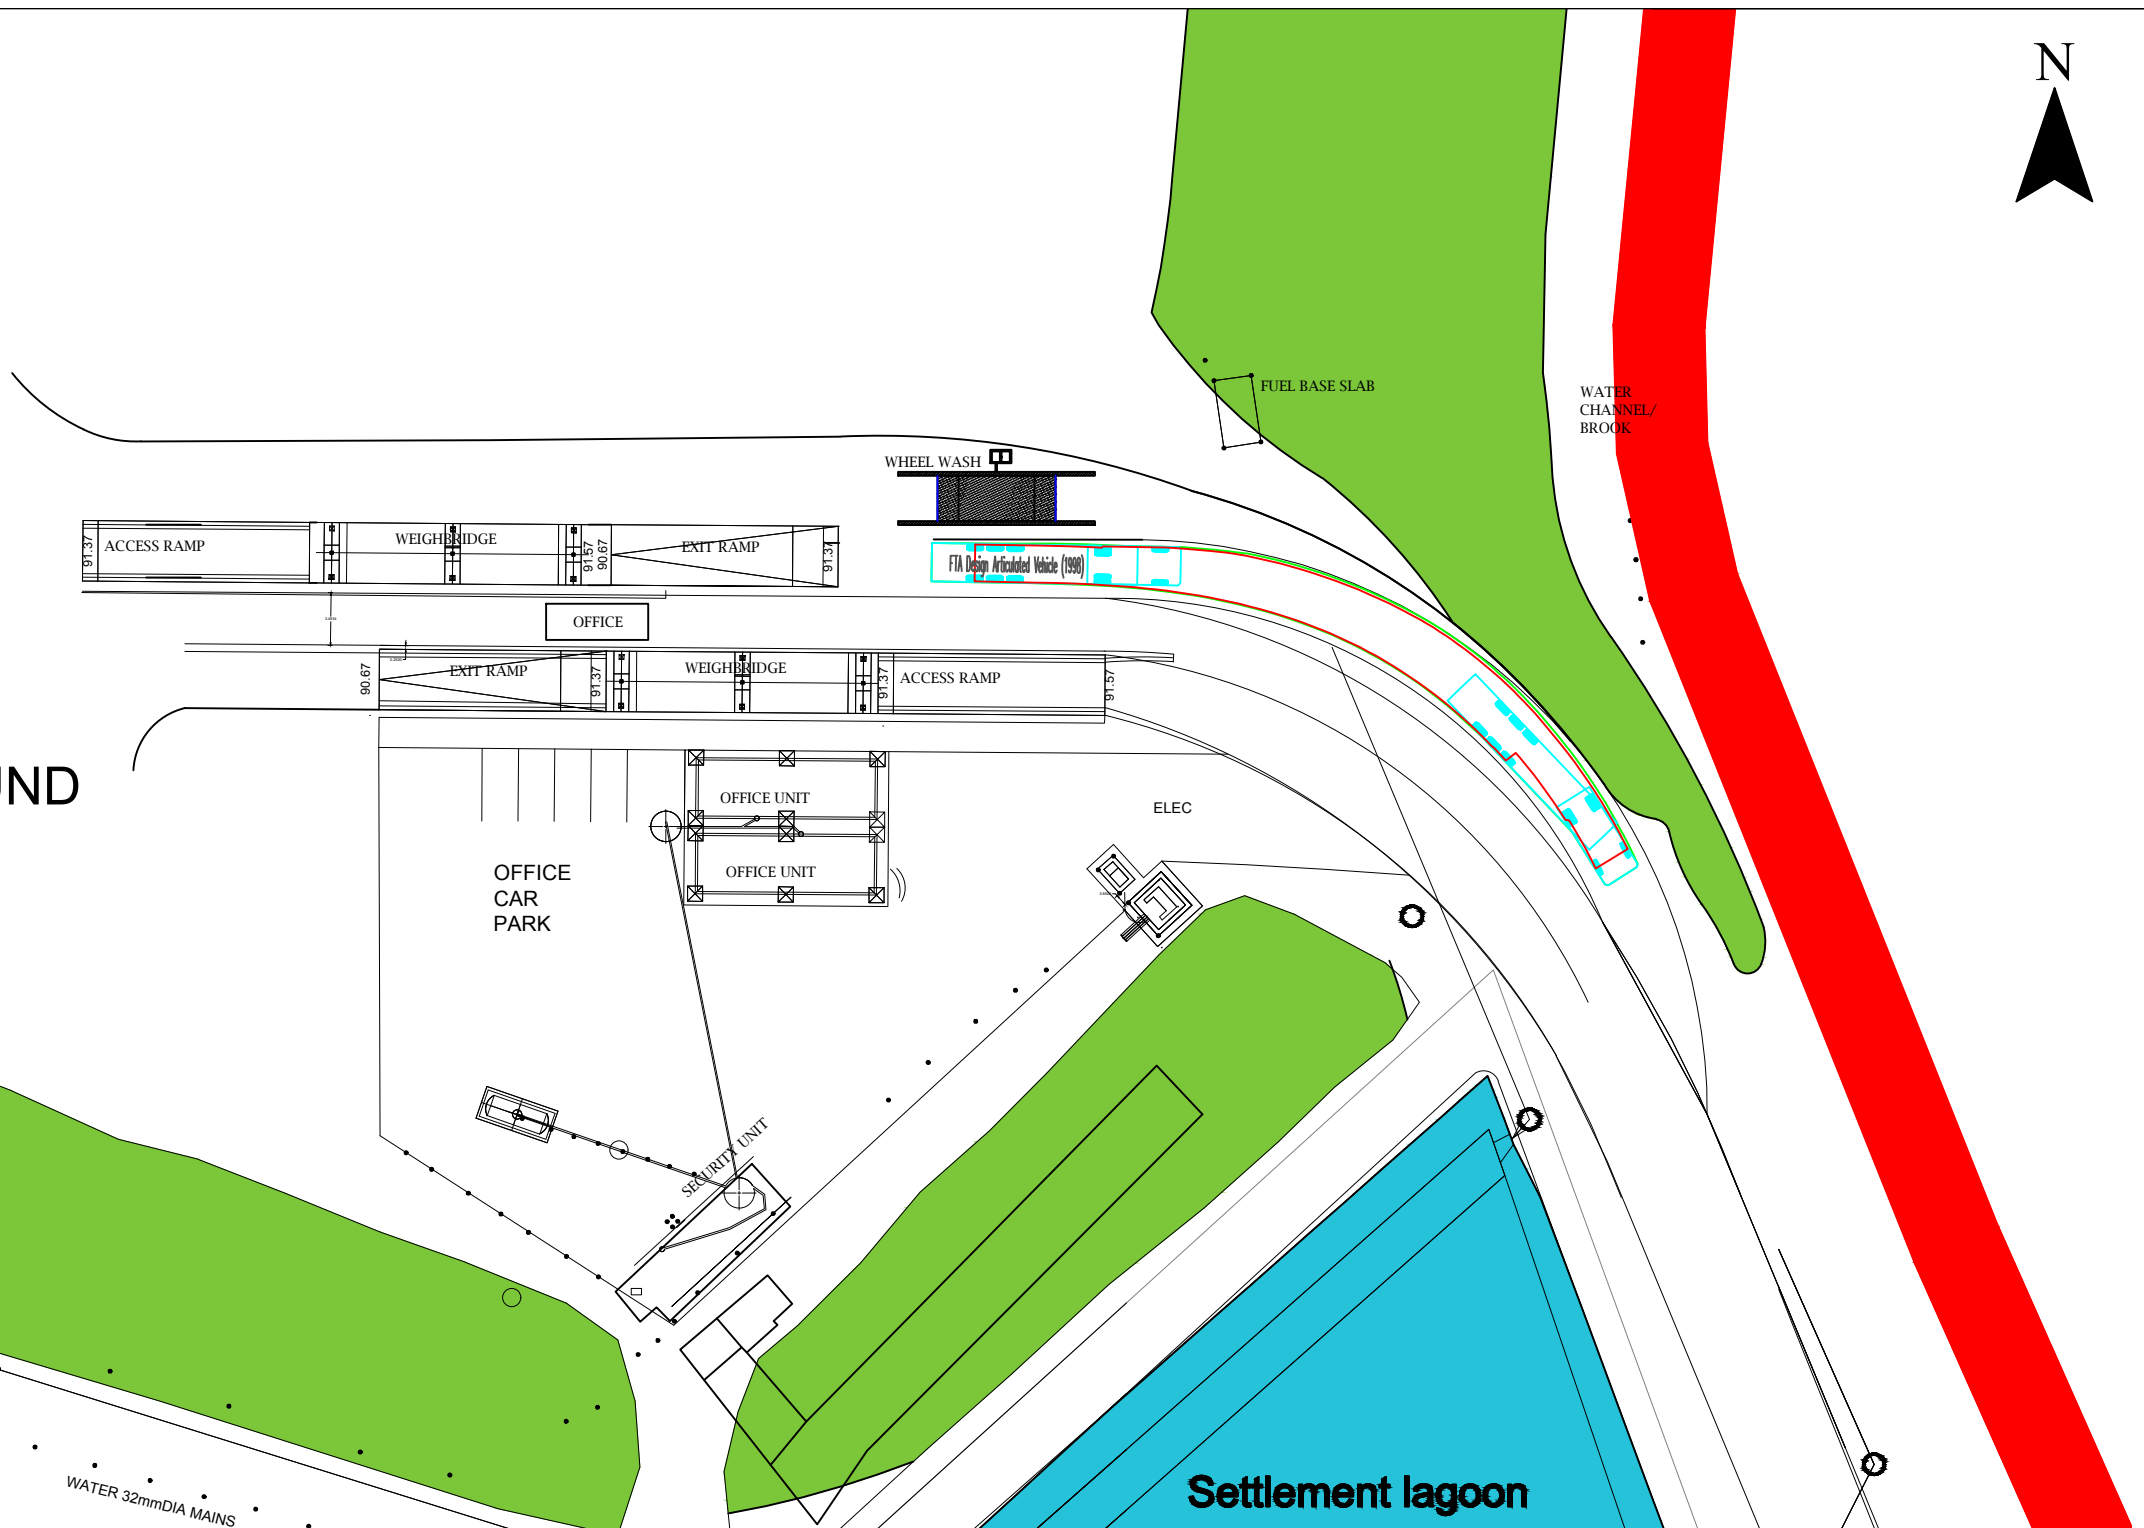 N
FUEL BASE SLAB
WATER
CHANNEL/
BROOK
WHEEL WASH
91.37
ACCESS RAMP
WEIGHBRIDGE
91.57
90.67
EXIT RAMP
91.37
FTA Design Articulated Vehicle (1998)
OFFICE
90.67
EXIT RAMP
91.37
WEIGHBRIDGE
91.37
ACCESS RAMP
91.57
UND
OFFICE UNIT
ELEC
OFFICE UNIT
OFFICE
CAR
PARK
SECURITY UNIT
Settlement lagoon
WATER 32mmDIA MAINS